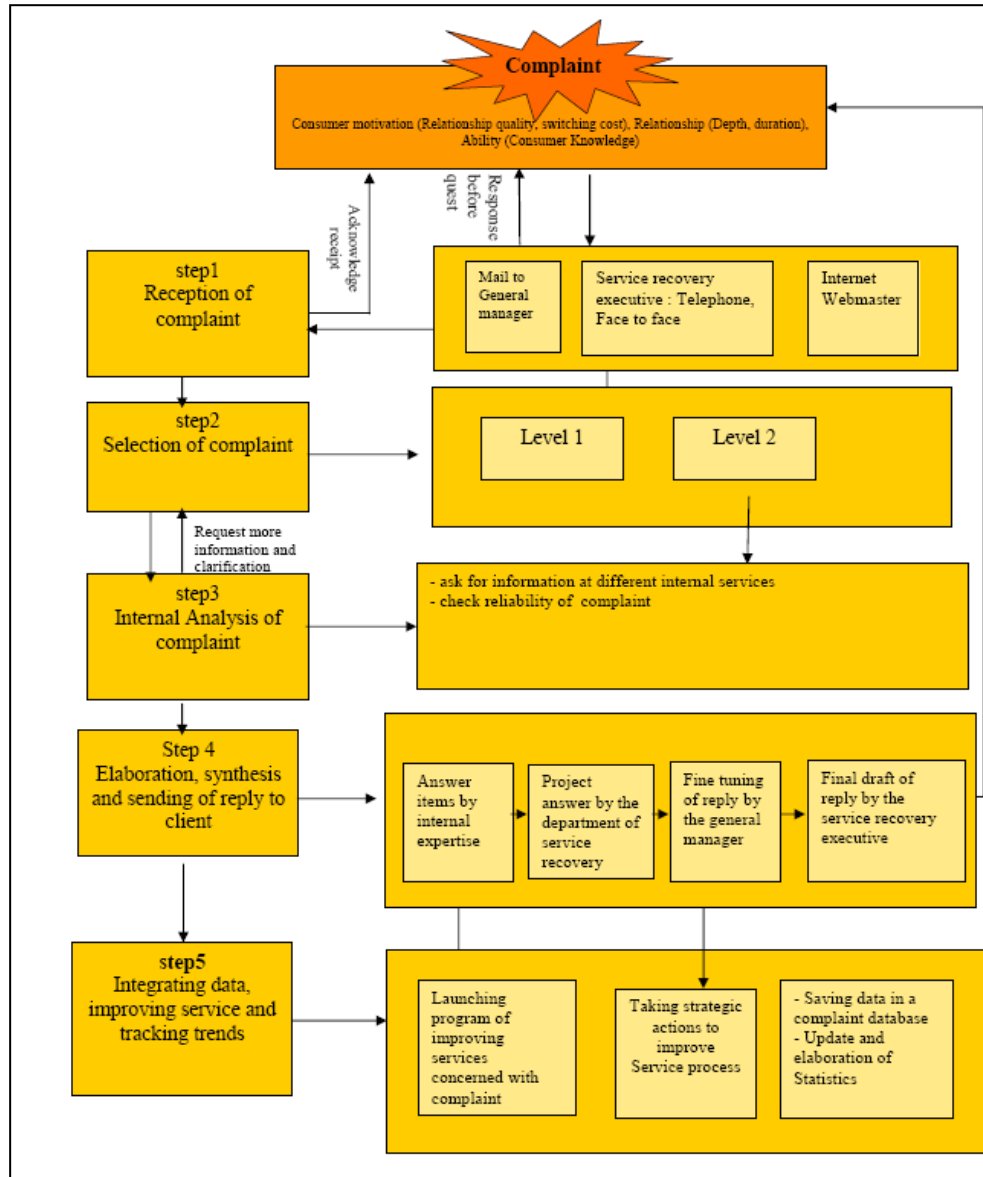 Complaint
Consumer motivation (Relationship quality, switching cost), Relationship (Depth, duration),
Ability (Consumer Knowledge)
Acknowledge
receipt
Response
before
quest
step1
Reception of
complaint
Mail to
General
manager
Service recovery
executive : Telephone,
Face to face
Internet
Webmaster
step2
Selection of complaint
Level 1
Level 2
Request more
information and
clarification
step3
Internal Analysis of
complaint
- ask for information at different internal services
- check reliability of complaint
Step 4
Elaboration, synthesis
and sending of reply to
client
Answer
items by
internal
expertise
Project
answer by the
department of
service
recovery
Fine tuning
of reply by
the general
manager
Final draft of
reply by the
service recovery
executive
step5
Integrating data,
improving service and
tracking trends
Launching
program of
improving
services
concerned with
complaint
Taking strategic
actions to
improve
Service process
- Saving data in a
complaint database
- Update and
elaboration of
Statistics